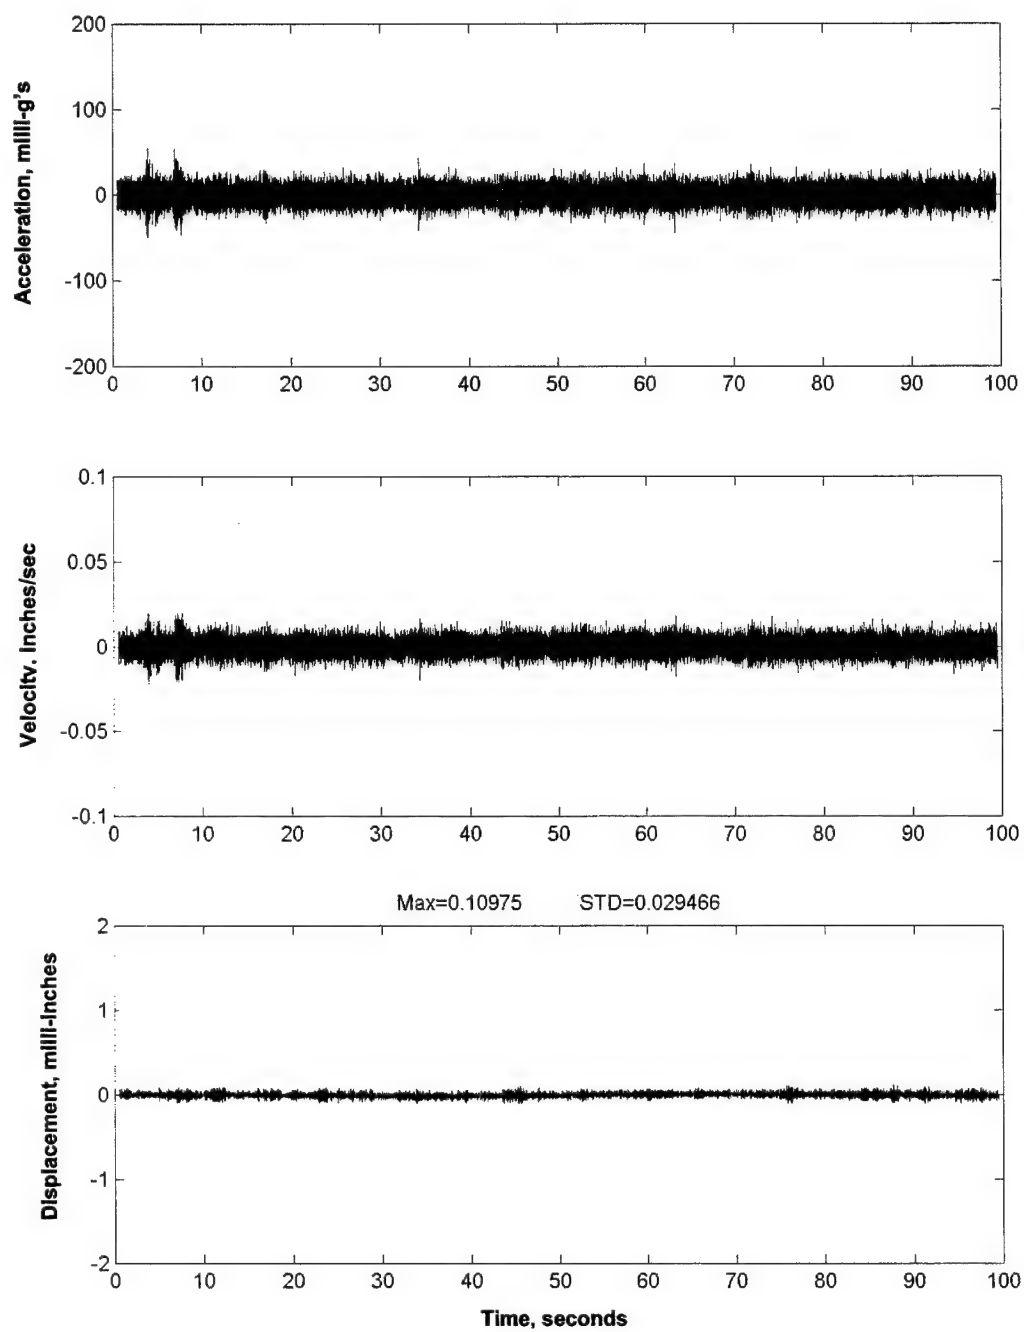 200
100
0
-100
-200
Acceleration, milli-g's
0 10 20 30 40 50 60 70 80 90 100
0.1
0.05
0
-0.05
-0.1
Velocity. Inches/sec
0 10 20 30 40 50 60 70 80 90 100
Max=0.10975 STD=0.029466
2
1
0
-1
-2
Displacement, milli-inches
0 10 20 30 40 50 60 70 80 90 100
Time, seconds